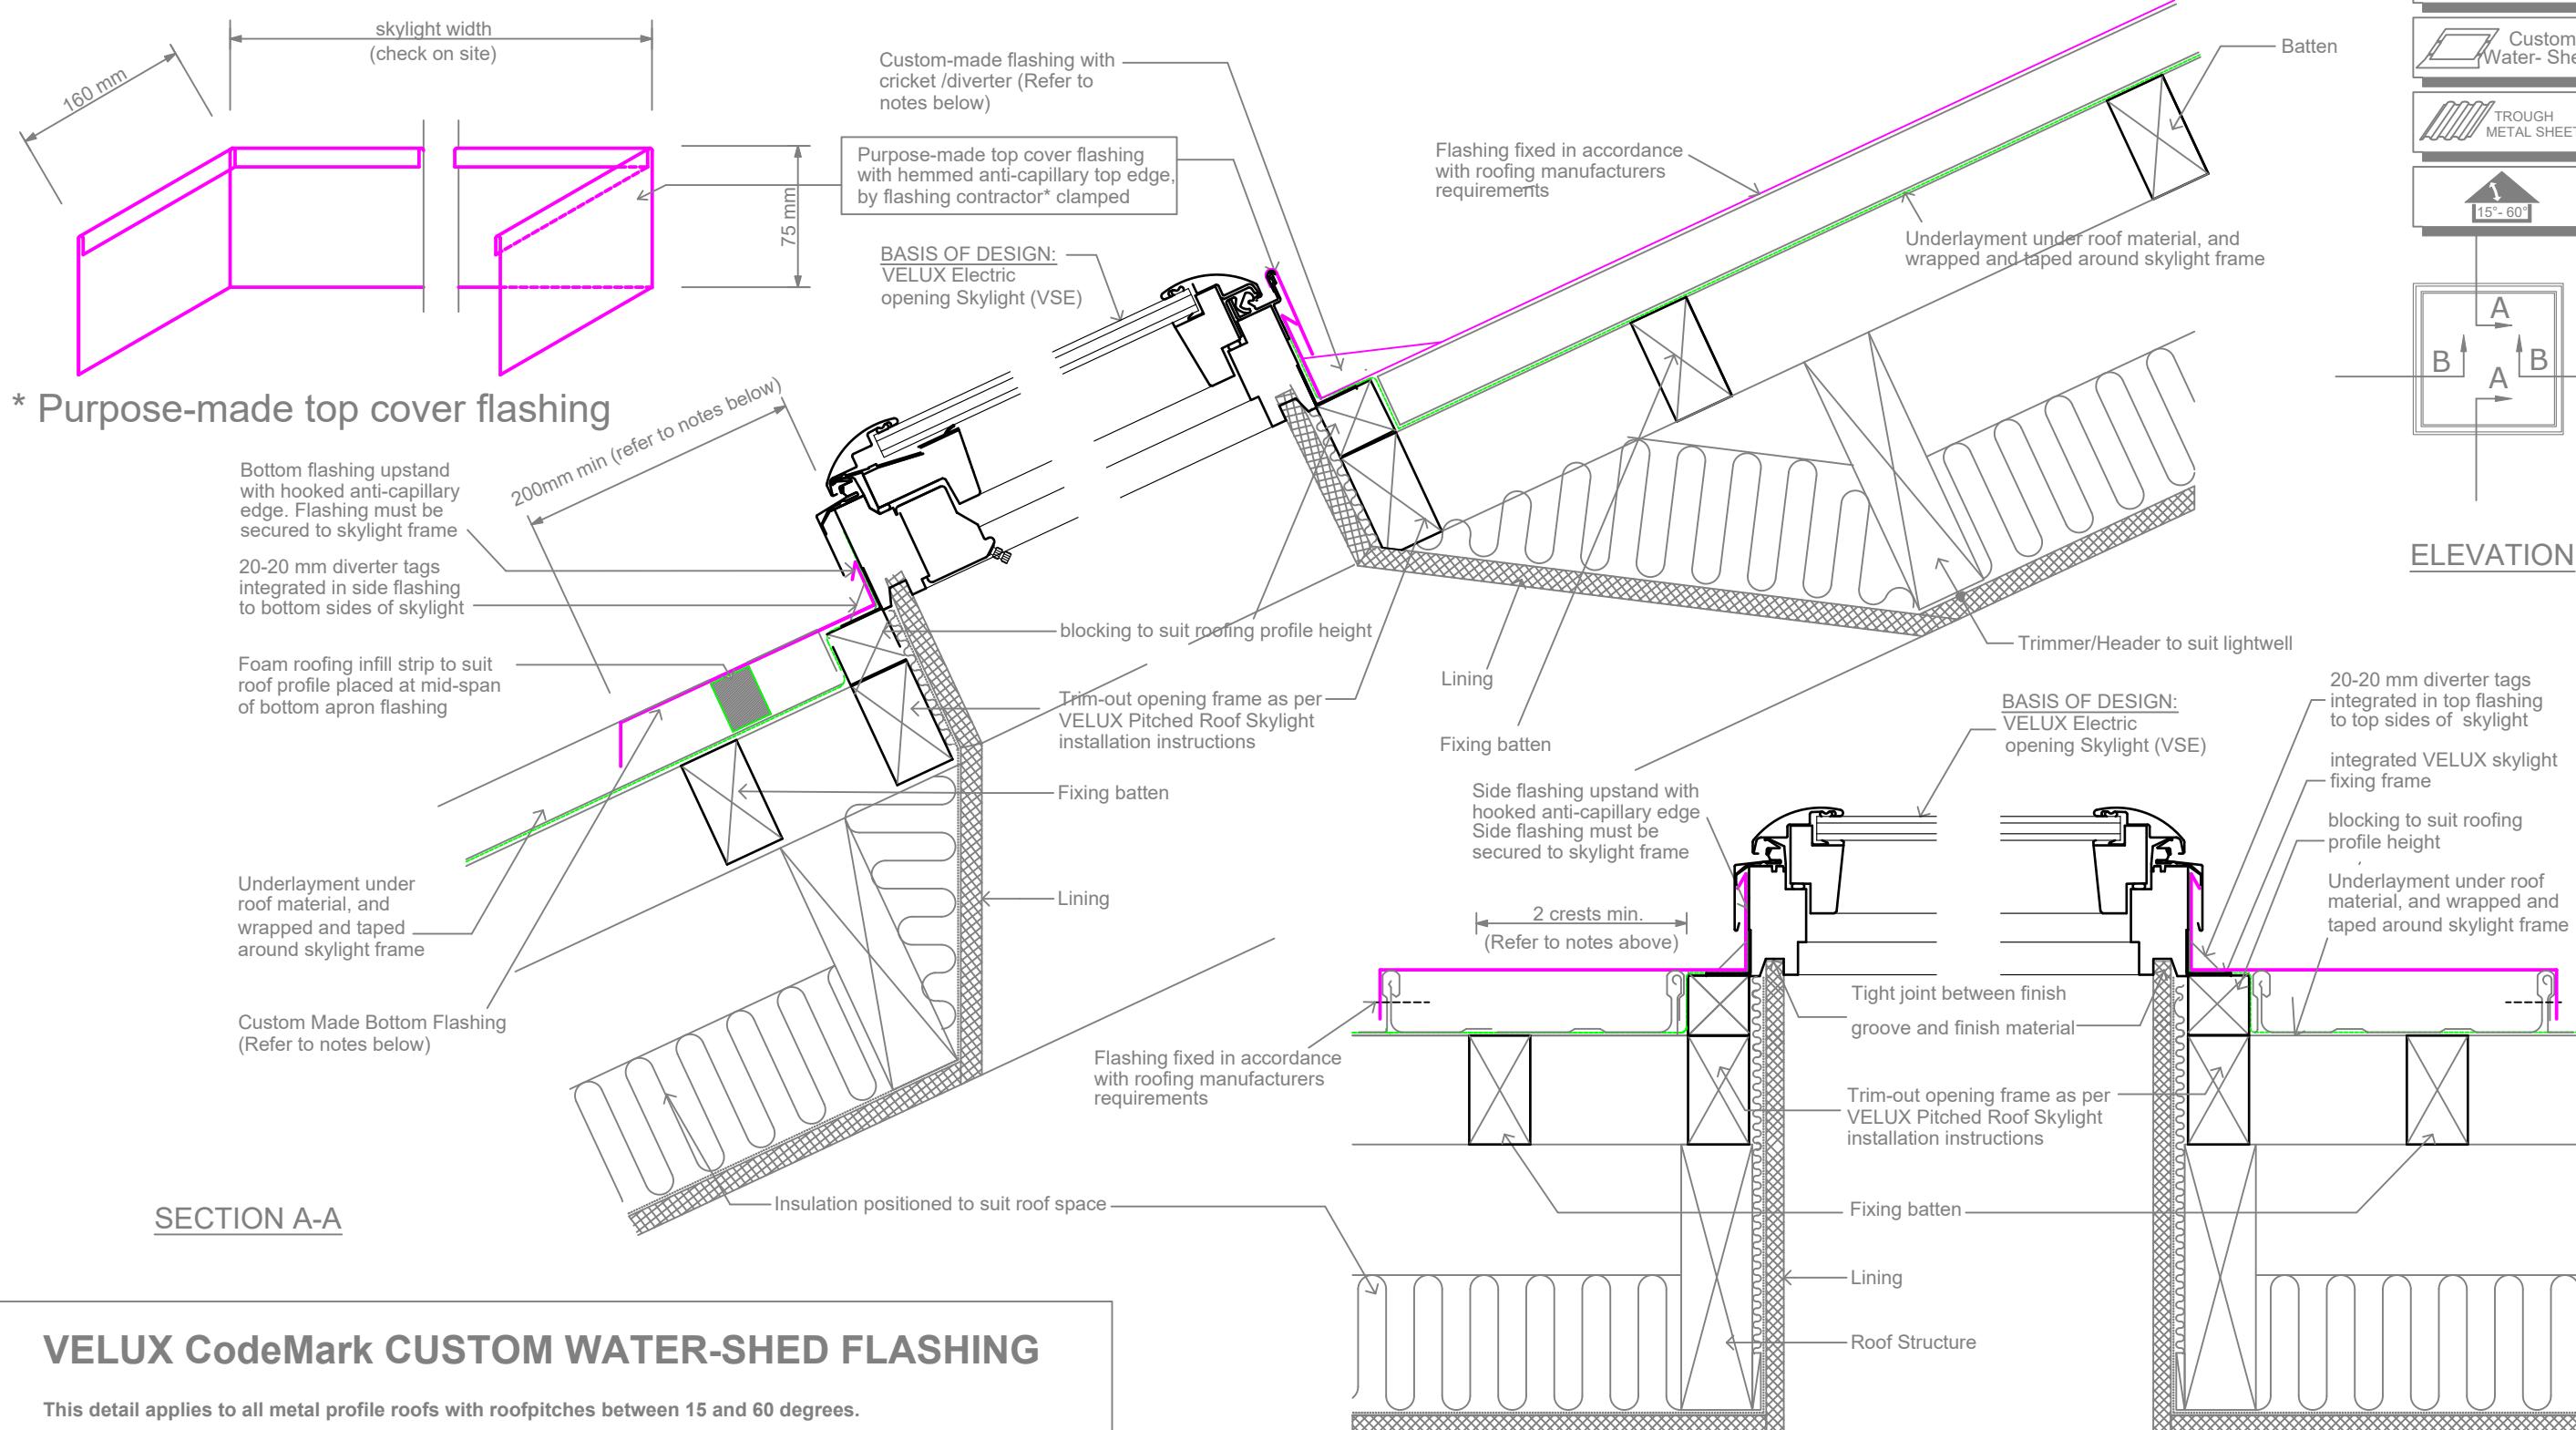 skylight width
(check on site)
160 mm
75 mm
* Purpose-made top cover flashing
Custom-made flashing with
cricket /diverter (Refer to
notes below)
Purpose-made top cover flashing
with hemmed anti-capillary top edge,
by flashing contractor* clamped
BASIS OF DESIGN:
VELUX Electric
opening Skylight (VSE)
Flashing fixed in accordance
with roofing manufacturers
requirements
Batten
Underlayment under roof material, and
wrapped and taped around skylight frame
Custom
Water- She
TROUGH
METAL SHEET
15°- 60°
A
B
B
A
ELEVATION
200mm min (refer to notes below)
Bottom flashing upstand
with hooked anti-capillary
edge. Flashing must be
secured to skylight frame
20-20 mm diverter tags
integrated in side flashing
to bottom sides of skylight
Foam roofing infill strip to suit
roof profile placed at mid-span
of bottom apron flashing
Underlayment under
roof material, and
wrapped and taped
around skylight frame
Custom Made Bottom Flashing
(Refer to notes below)
blocking to suit roofing profile height
Trim-out opening frame as per
VELUX Pitched Roof Skylight
installation instructions
Fixing batten
Lining
Lining
Fixing batten
Trimmer/Header to suit lightwell
Insulation positioned to suit roof space
SECTION A-A
BASIS OF DESIGN:
VELUX Electric
opening Skylight (VSE)
20-20 mm diverter tags
integrated in top flashing
to top sides of skylight
integrated VELUX skylight
fixing frame
blocking to suit roofing
profile height
Underlayment under roof
material, and wrapped and
taped around skylight frame
Side flashing upstand with
hooked anti-capillary edge
Side flashing must be
secured to skylight frame
2 crests min.
(Refer to notes above)
Flashing fixed in accordance
with roofing manufacturers
requirements
Tight joint between finish
groove and finish material
Trim-out opening frame as per
VELUX Pitched Roof Skylight
installation instructions
Fixing batten
Lining
Roof Structure
VELUX CodeMark CUSTOM WATER-SHED FLASHING
This detail applies to all metal profile roofs with roofpitches between 15 and 60 degrees.